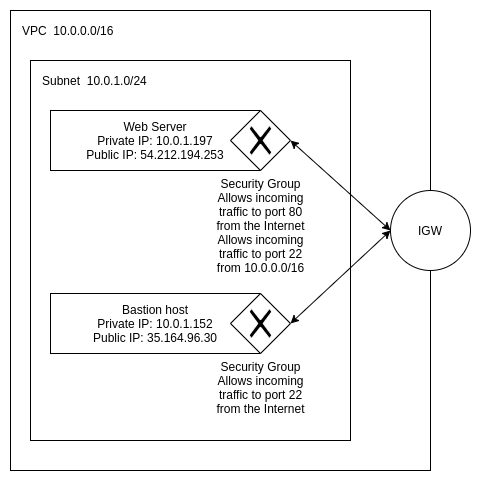 VPC 10.0.0.0/16
Subnet 10.0.1.0/24
Web Server
Private IP: 10.0.1.197
Public IP: 54.212.194.253
Security Group
Allows incoming
traffic to port 80
from the Internet
Allows incoming
traffic to port 22
from 10.0.0.0/16
IGW
Bastion host
Private IP: 10.0.1.152
Public IP: 35.164.96.30
Security Group
Allows incoming
traffic to port 22
from the Internet